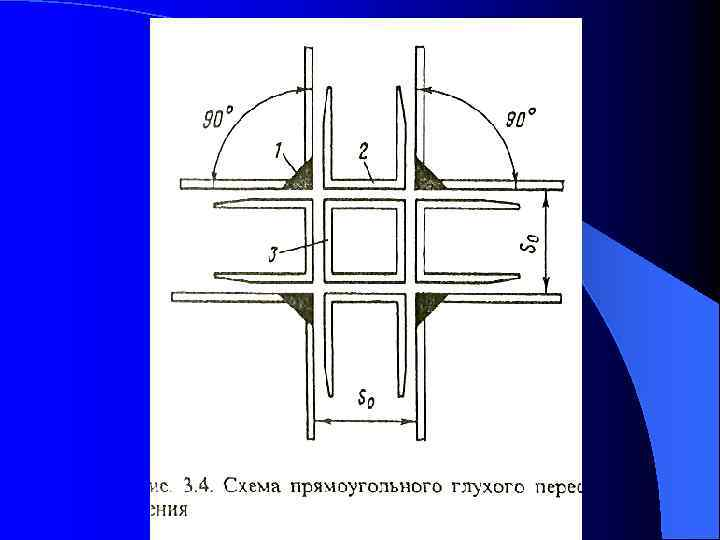 90°
90°
1
2
3
S₀
S₀
ис. 3.4. Схема прямоугольного глухого перес
ения